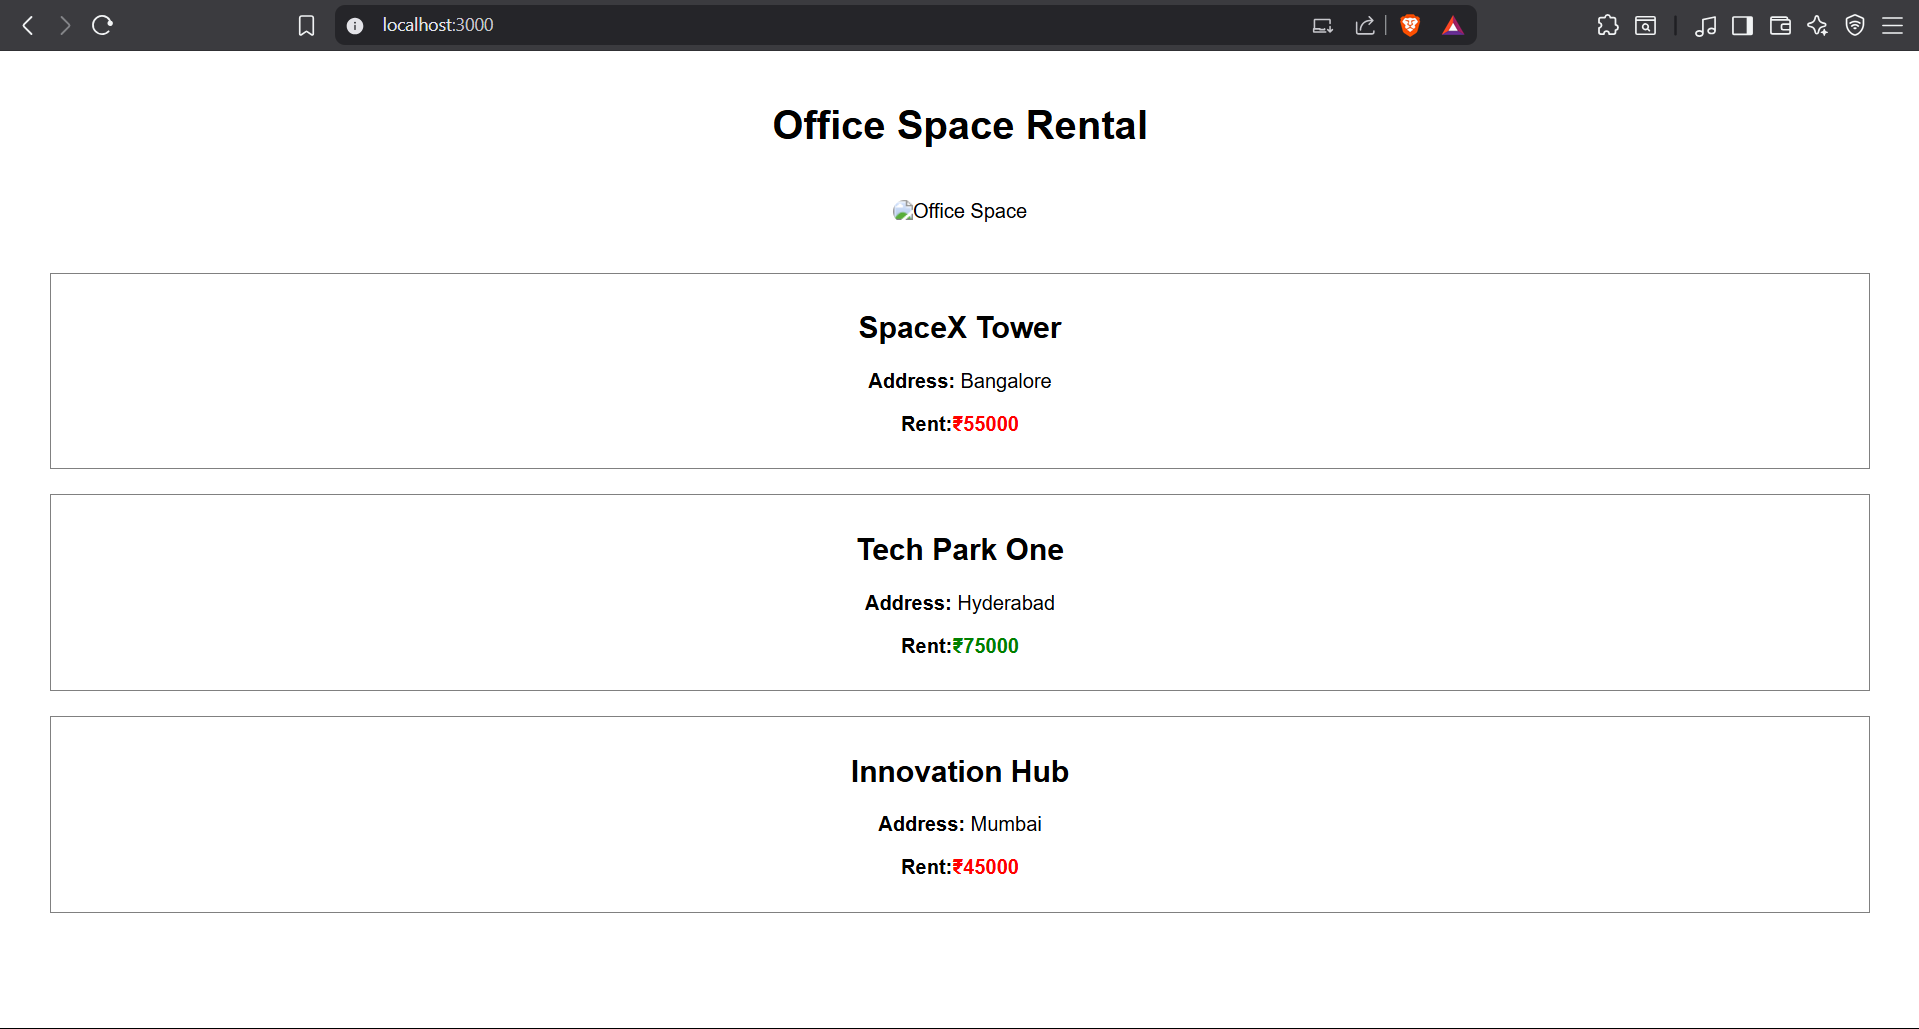 localhost:3000
Office Space Rental
Office Space
SpaceX Tower
Address: Bangalore
Rent:₹55000
Tech Park One
Address: Hyderabad
Rent:₹75000
Innovation Hub
Address: Mumbai
Rent:₹45000